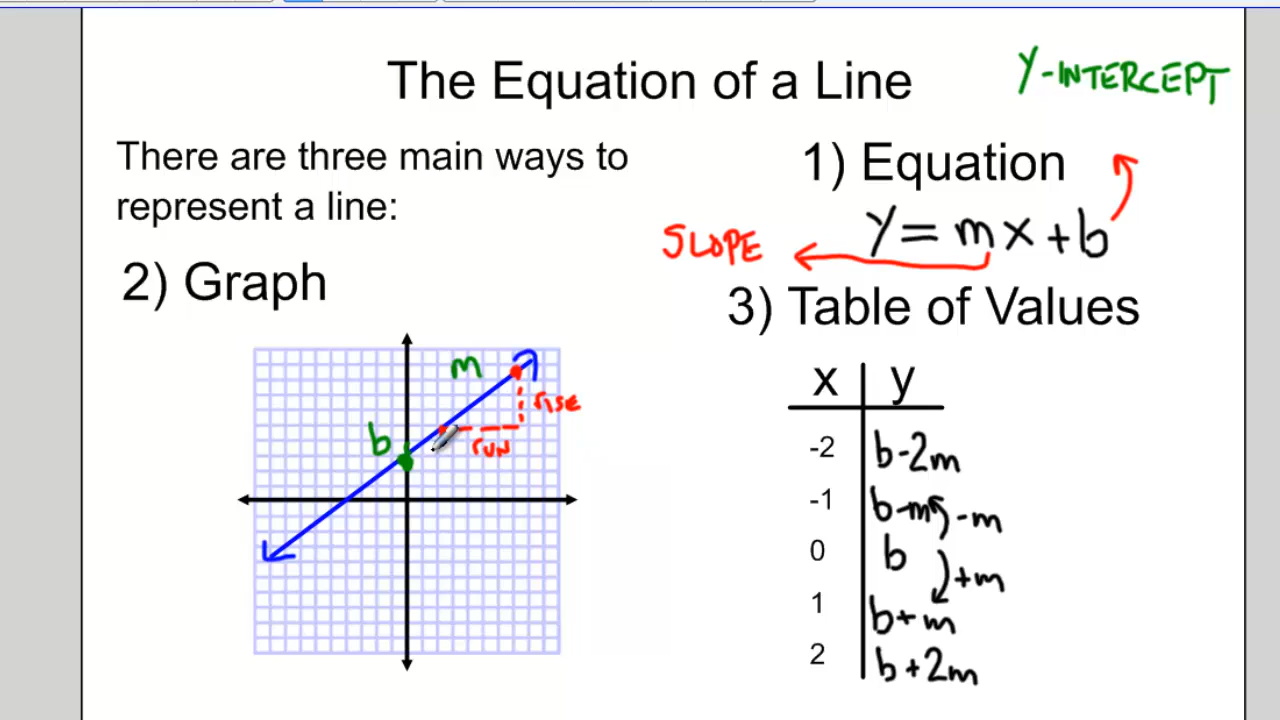 The Equation of a Line
Y-INTERCEPT
There are three main ways to
represent a line:
1) Equation
y = mx + b
SLOPE
2) Graph
m
rise
run
b
3) Table of Values
x y
-2 b-2m
-1 b-m -m
0 b
+m
1 b+m
2 b+2m